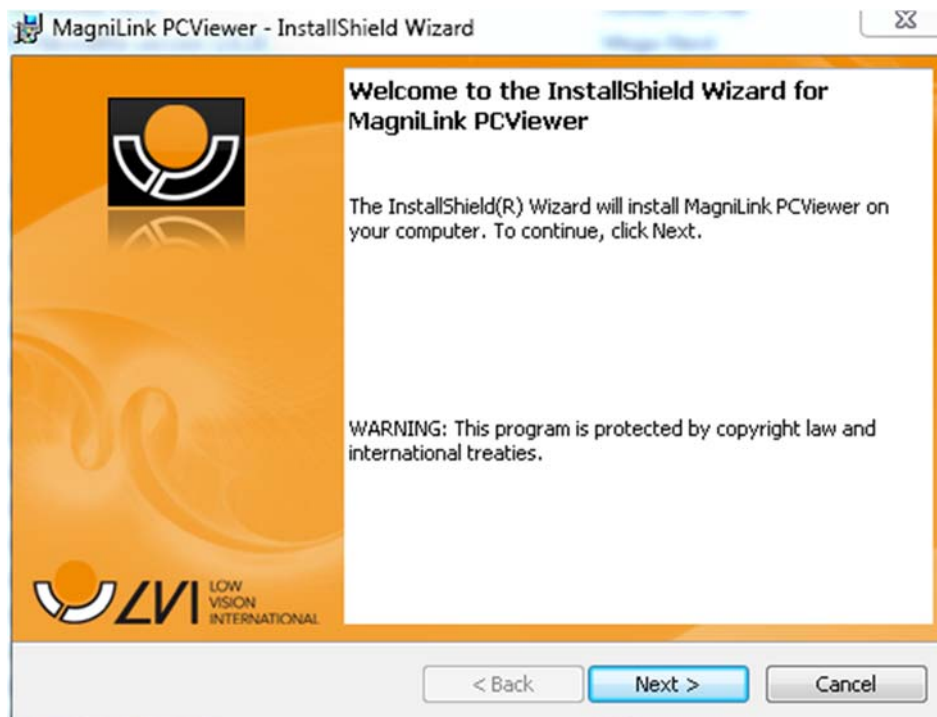 MagniLink PCViewer - InstallShield Wizard
Welcome to the InstallShield Wizard for
MagniLink PCViewer
The InstallShield(R) Wizard will install MagniLink PCViewer on
your computer. To continue, click Next.
WARNING: This program is protected by copyright law and
international treaties.
LVI
LOW
VISION
INTERNATIONAL
< Back
Next >
Cancel